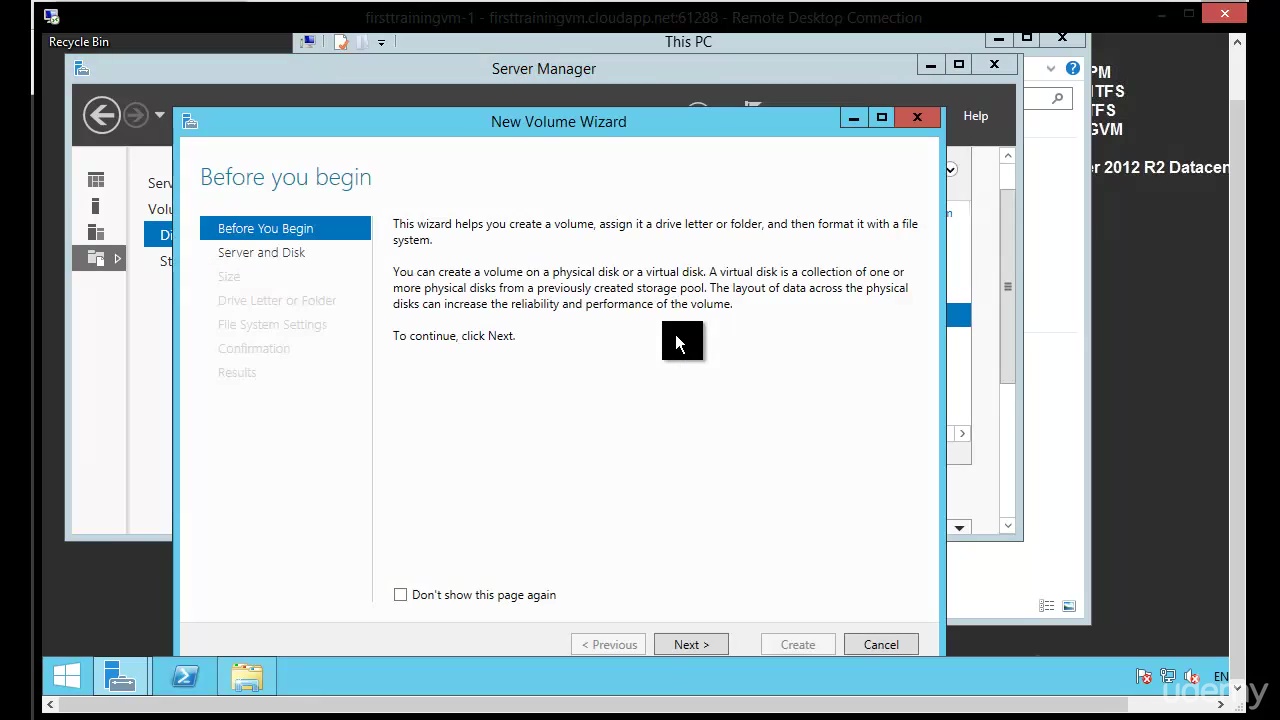 firsttrainingvm-1 - firsttrainingvm.cloudapp.net:61288 - Remote Desktop Connection
Recycle Bin
This PC
Server Manager
PM
NTFS
TFS
GVM
Help
New Volume Wizard
er 2012 R2 Datacen
Before you begin
Serv
Volu
Di
St
Before You Begin
Server and Disk
Size
Drive Letter or Folder
File System Settings
Confirmation
Results
This wizard helps you create a volume, assign it a drive letter or folder, and then format it with a file
system.
You can create a volume on a physical disk or a virtual disk. A virtual disk is a collection of one or
more physical disks from a previously created storage pool. The layout of data across the physical
disks can increase the reliability and performance of the volume.
To continue, click Next.
Don't show this page again
< Previous
Next >
Create
Cancel
EN
udemy